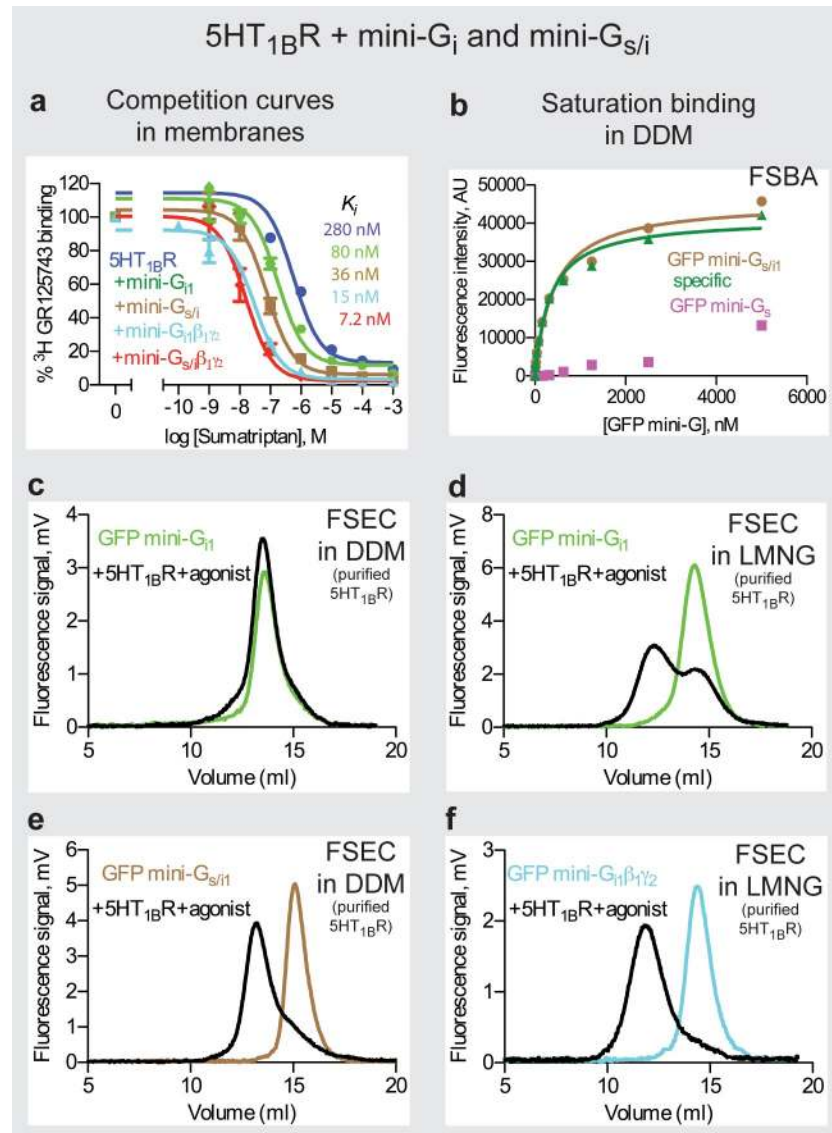 5HT1BR + mini-Gi and mini-Gs/i
a
Competition curves
in membranes
120
100
80
60
40
20
0
% 3H GR125743 binding
Ki
280 nM
80 nM
36 nM
15 nM
7.2 nM
5HT1BR
+mini-Gi1
+mini-Gs/i
+mini-Gi1β1γ2
+mini-Gs/iβ1γ2
0 -10 -9 -8 -7 -6 -5 -4 -3
log [Sumatriptan], M
b
Saturation binding
in DDM
FSBA
50000
40000
30000
20000
10000
0
Fluorescence intensity, AU
GFP mini-Gs/i1
specific
GFP mini-Gs
0 2000 4000 6000
[GFP mini-G], nM
c
4
3
2
1
0
Fluorescence signal, mV
GFP mini-Gi1
+5HT1BR+agonist
FSEC
in DDM
(purified
5HT1BR)
5 10 15 20
Volume (ml)
d
8
6
4
2
0
Fluorescence signal, mV
GFP mini-Gi1
+5HT1BR+agonist
FSEC
in LMNG
(purified
5HT1BR)
5 10 15 20
Volume (ml)
e
6
5
4
3
2
1
0
Fluorescence signal, mV
GFP mini-Gs/i1
+5HT1BR+agonist
FSEC
in DDM
(purified
5HT1BR)
5 10 15 20
Volume (ml)
f
3
2
1
0
Fluorescence signal, mV
GFP mini-Gi1β1γ2
+5HT1BR+agonist
FSEC
in LMNG
(purified
5HT1BR)
5 10 15 20
Volume (ml)